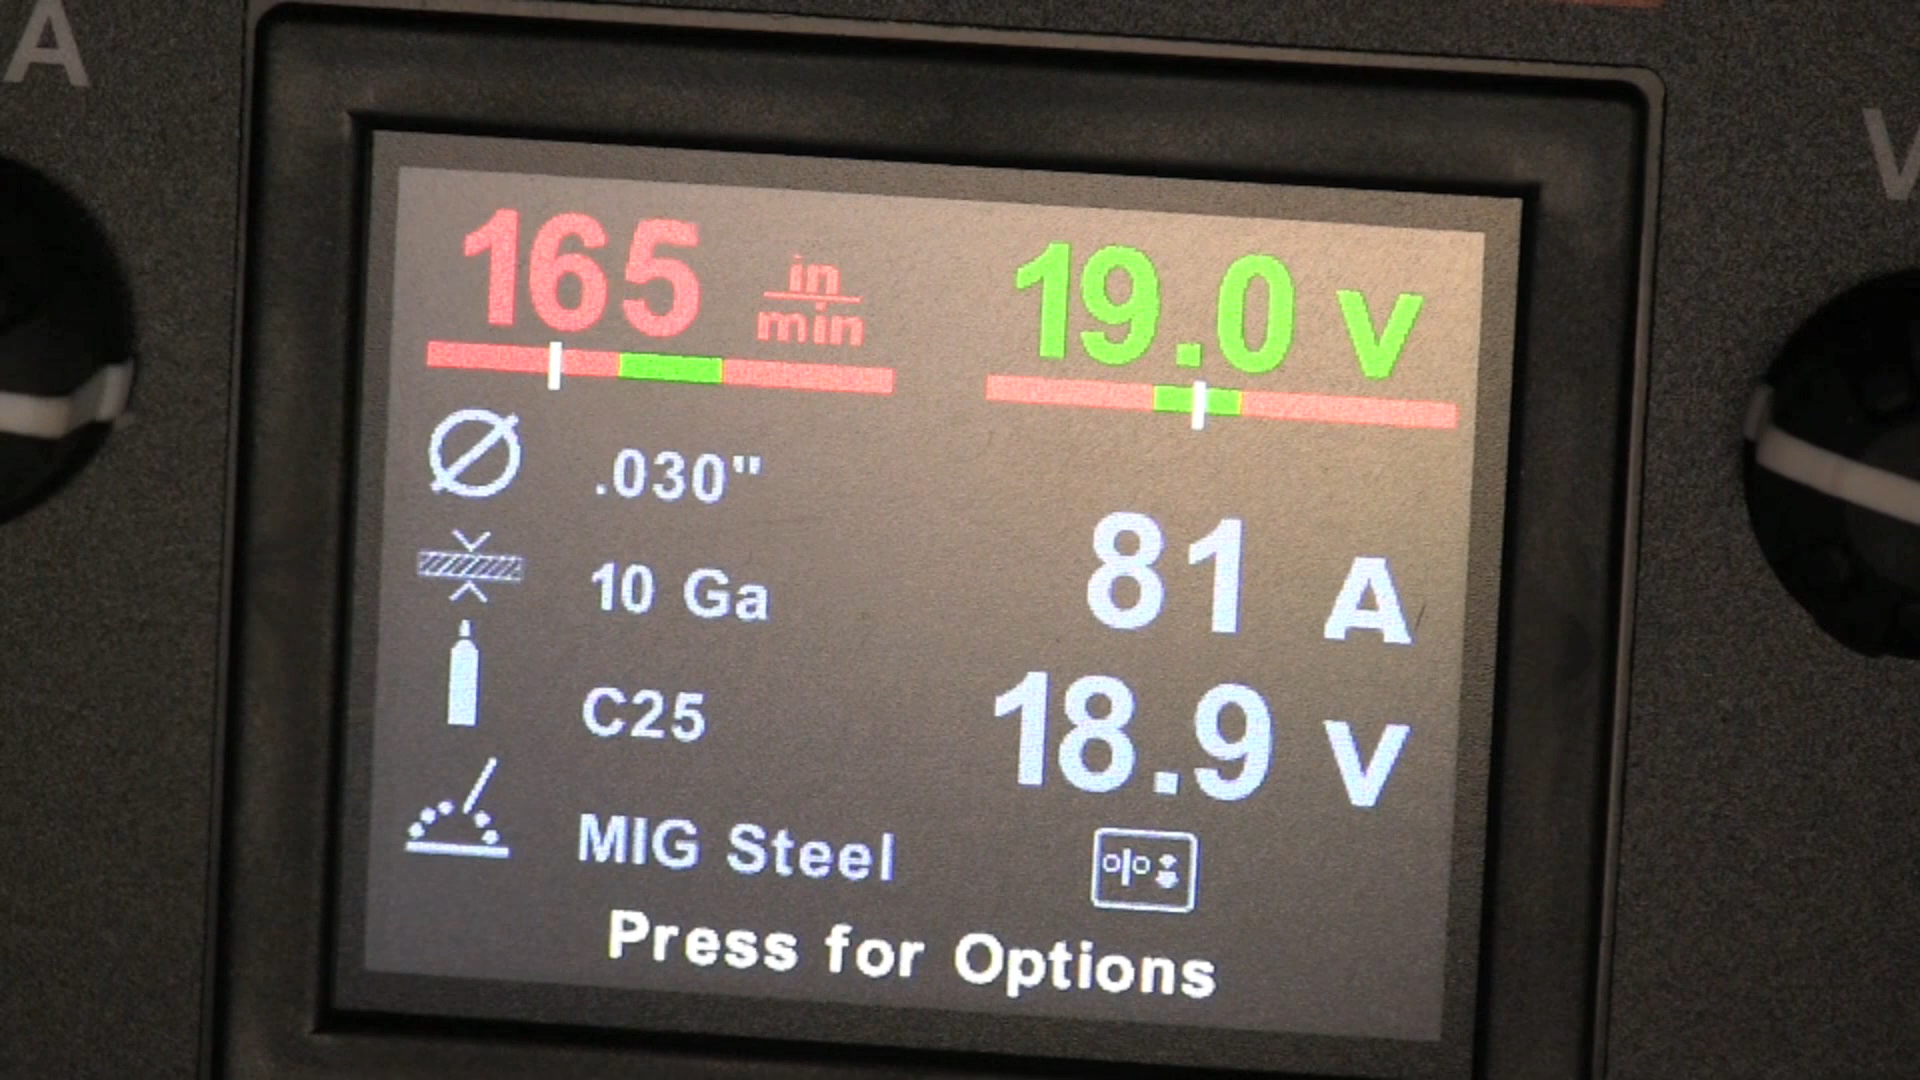 A
V
165 in/min
19.0 V
.030"
10 Ga
81 A
C25
18.9 V
MIG Steel
Press for Options